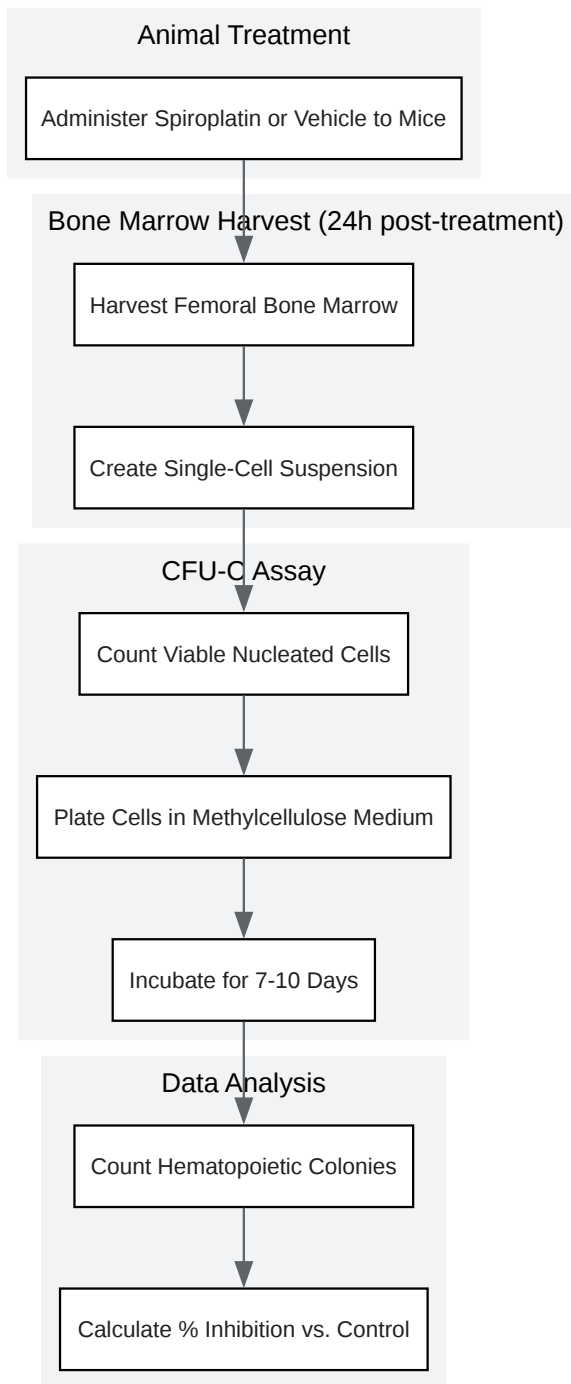 Animal Treatment
Administer Spiroplatin or Vehicle to Mice
Bone Marrow Harvest (24h post-treatment)
Harvest Femoral Bone Marrow
Create Single-Cell Suspension
CFU-C Assay
Count Viable Nucleated Cells
Plate Cells in Methylcellulose Medium
Incubate for 7-10 Days
Data Analysis
Count Hematopoietic Colonies
Calculate % Inhibition vs. Control